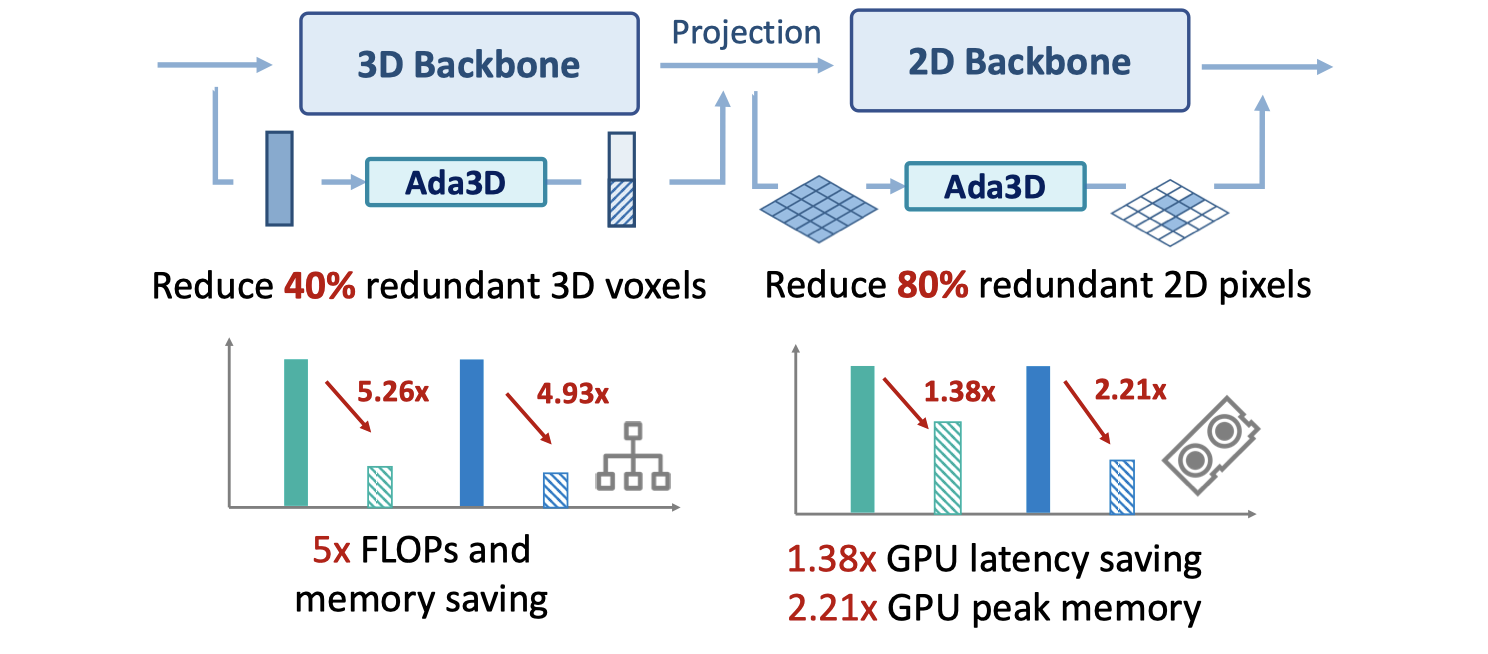 3D Backbone
Projection
2D Backbone
Ada3D
Ada3D
Reduce 40% redundant 3D voxels
Reduce 80% redundant 2D pixels
5.26x
4.93x
1.38x
2.21x
5x FLOPs and
memory saving
1.38x GPU latency saving
2.21x GPU peak memory